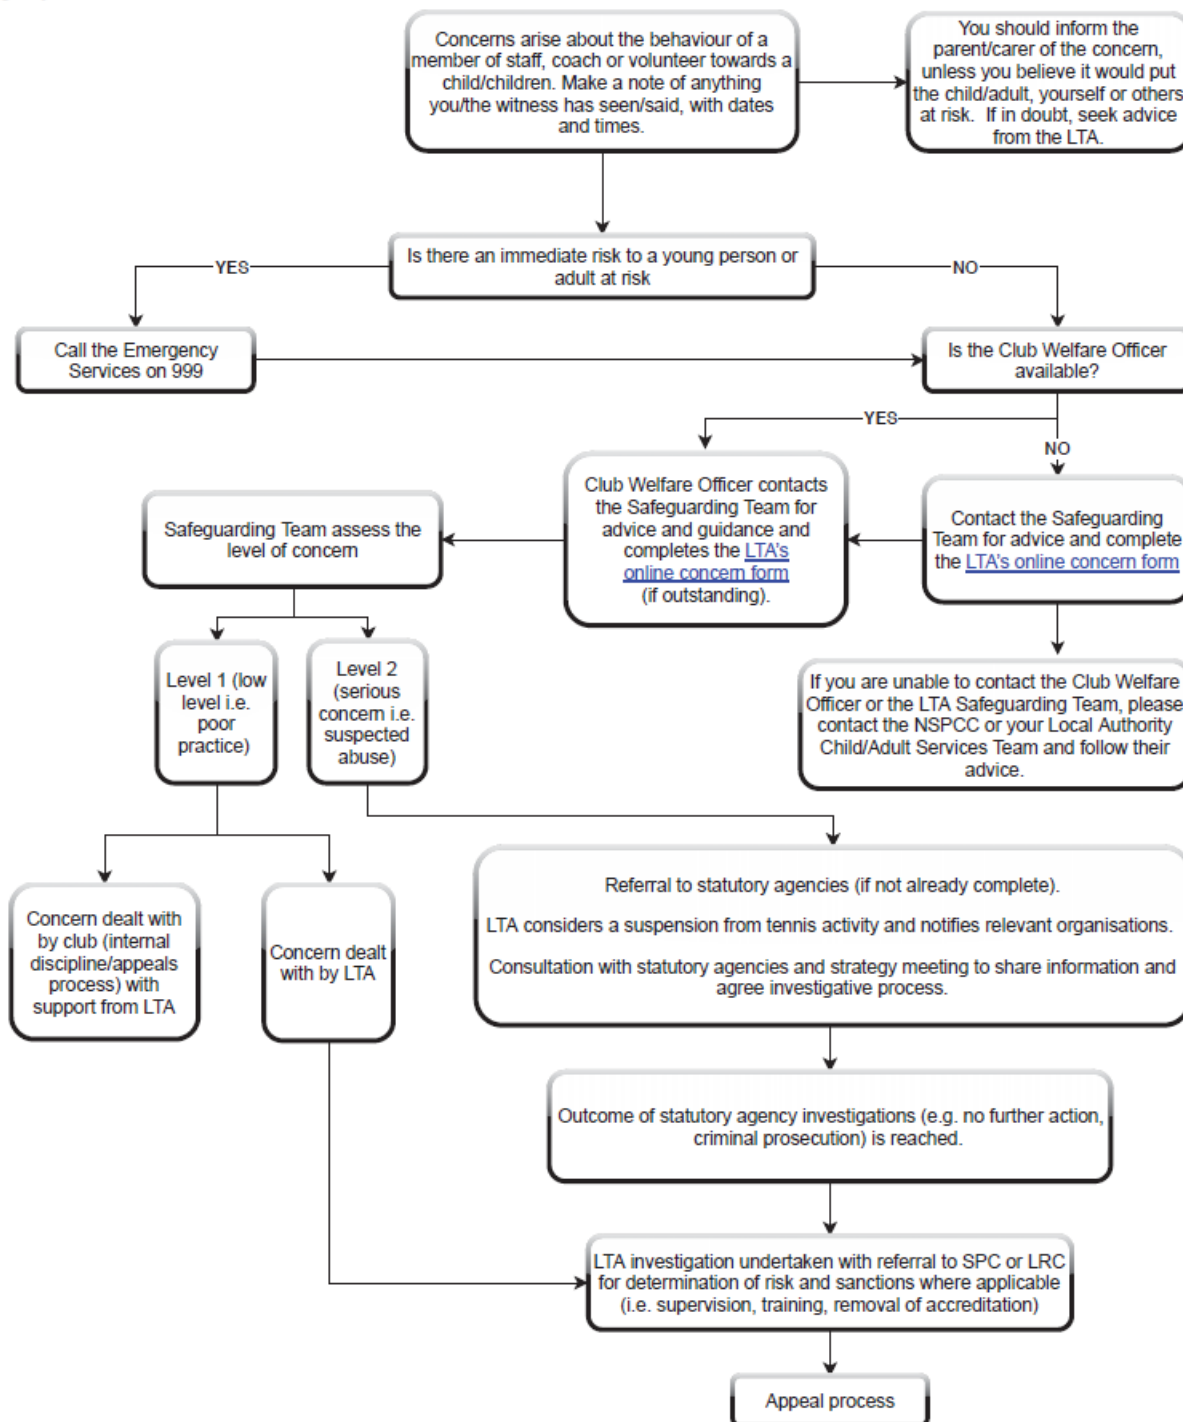 Concerns arise about the behaviour of a
member of staff, coach or volunteer towards a
child/children. Make a note of anything
you/the witness has seen/said, with dates
and times.
You should inform the
parent/carer of the concern,
unless you believe it would put
the child/adult, yourself or others
at risk. If in doubt, seek advice
from the LTA.
Is there an immediate risk to a young person or
adult at risk
YES
NO
Call the Emergency
Services on 999
Is the Club Welfare Officer
available?
YES
NO
Club Welfare Officer contacts
the Safeguarding Team for
advice and guidance and
completes the LTA's
online concern form
(if outstanding).
Contact the Safeguarding
Team for advice and complete
the LTA's online concern form
Safeguarding Team assess the
level of concern
If you are unable to contact the Club Welfare
Officer or the LTA Safeguarding Team, please
contact the NSPCC or your Local Authority
Child/Adult Services Team and follow their
advice.
Level 1 (low
level i.e.
poor
practice)
Level 2
(serious
concern i.e.
suspected
abuse)
Concern dealt with
by club (internal
discipline/appeals
process) with
support from LTA
Concern dealt
with by LTA
Referral to statutory agencies (if not already complete).
LTA considers a suspension from tennis activity and notifies relevant organisations.
Consultation with statutory agencies and strategy meeting to share information and
agree investigative process.
Outcome of statutory agency investigations (e.g. no further action,
criminal prosecution) is reached.
LTA investigation undertaken with referral to SPC or LRC
for determination of risk and sanctions where applicable
(i.e. supervision, training, removal of accreditation)
Appeal process